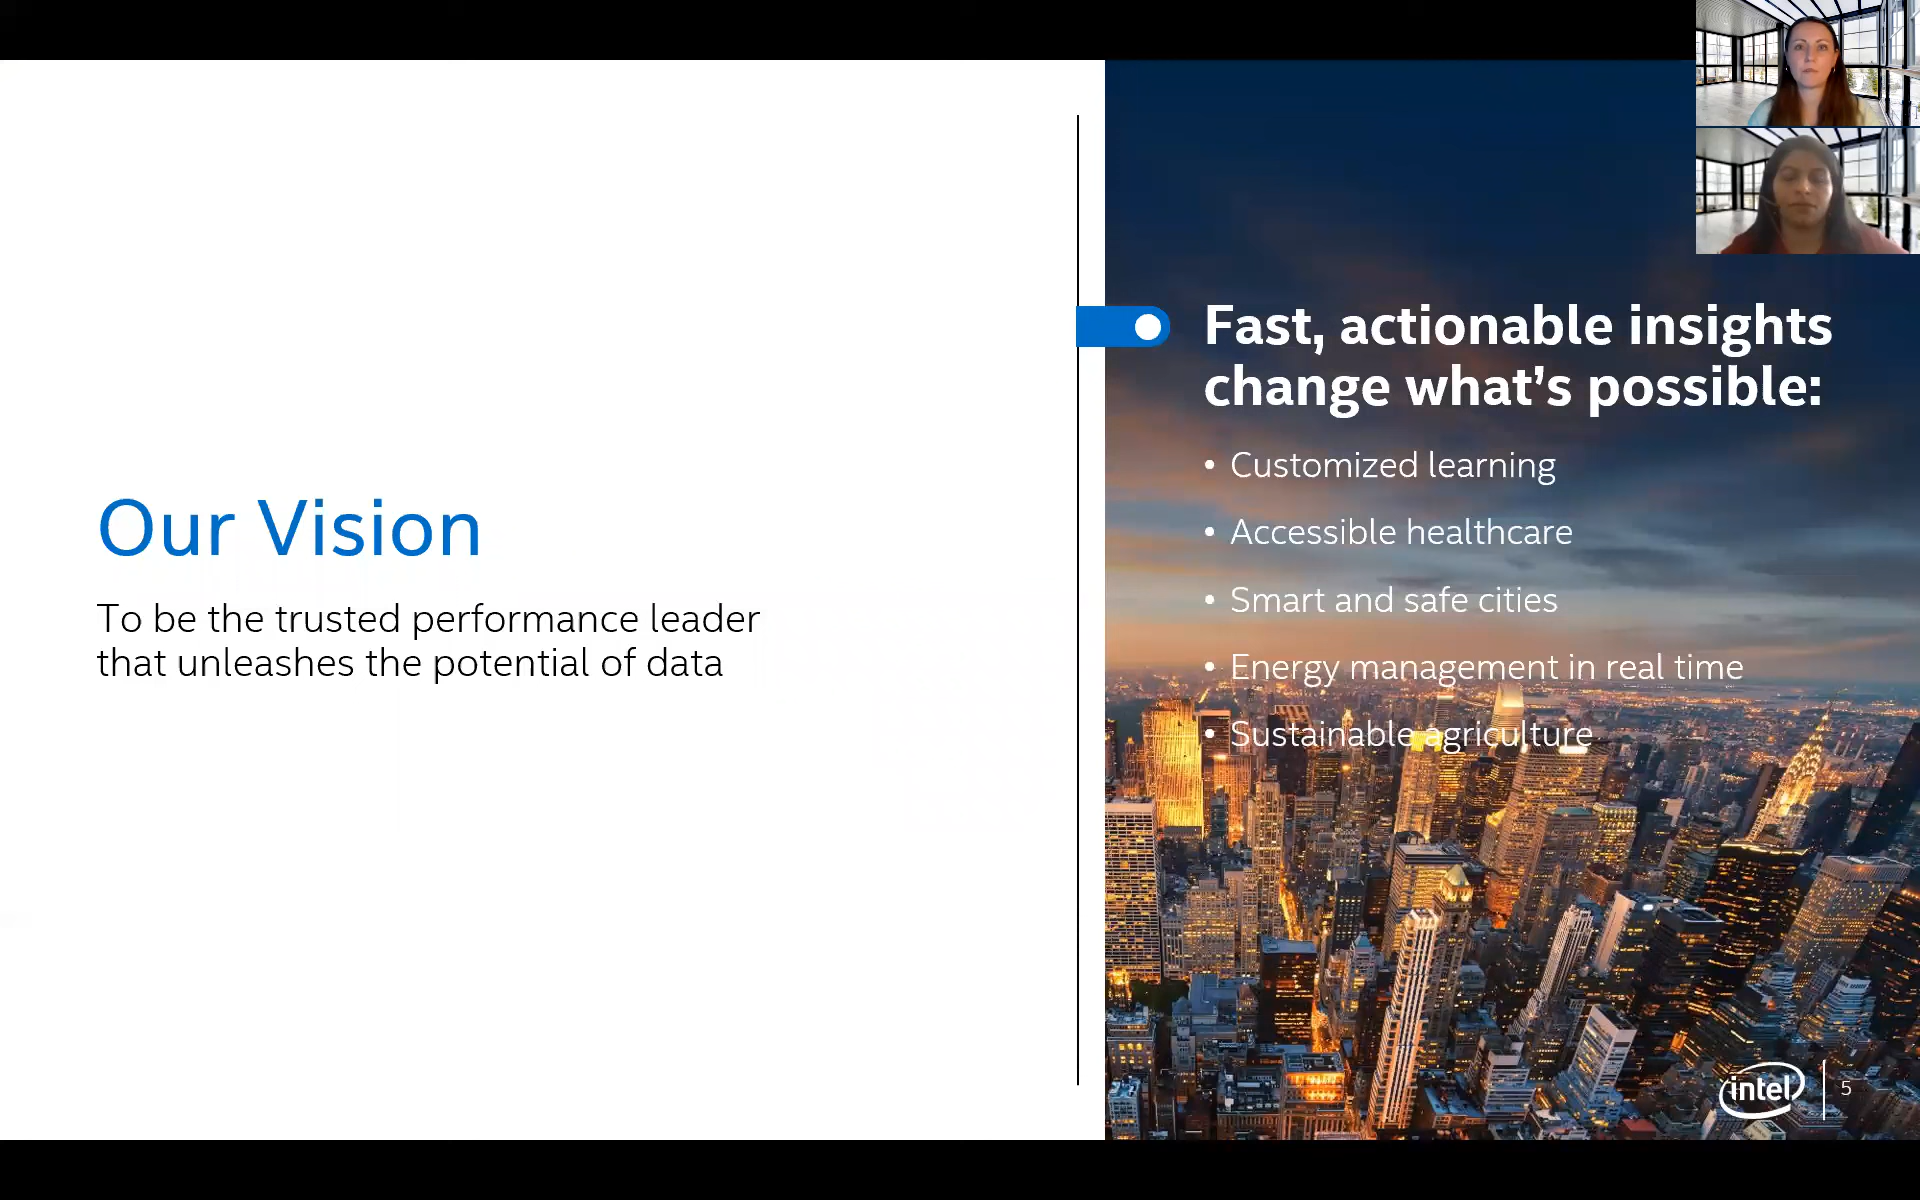 Our Vision
To be the trusted performance leader
that unleashes the potential of data
Fast, actionable insights
change what’s possible:
• Customized learning
• Accessible healthcare
• Smart and safe cities
• Energy management in real time
• Sustainable agriculture
intel
5